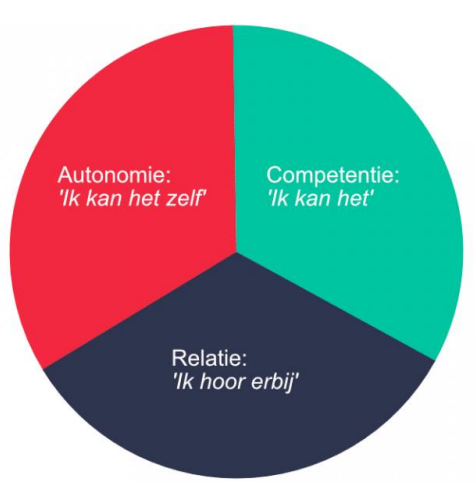 Autonomie:
'Ik kan het zelf'
Competentie:
'Ik kan het'
Relatie:
'Ik hoor erbij'